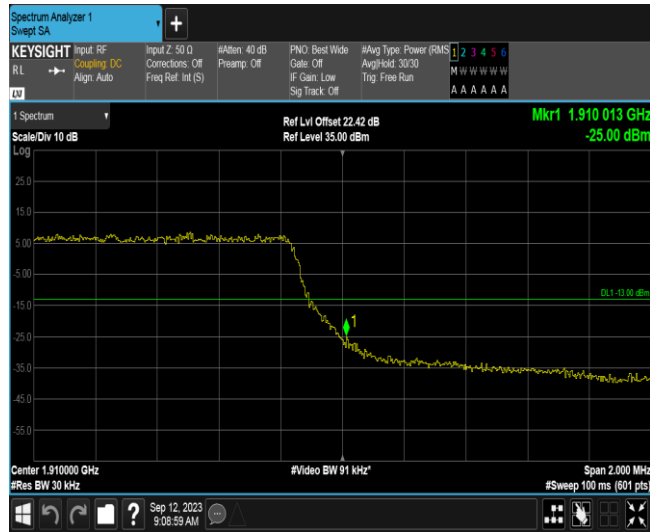 Spectrum Analyzer 1
Swept SA
KEYSIGHT
RL
LXI
Input: RF
Coupling: DC
Align: Auto
Input Z: 50 Ω
Corrections: Off
Freq Ref: Int (S)
#Atten: 40 dB
Preamp: Off
PNO: Best Wide
Gate: Off
IF Gain: Low
Sig Track: Off
#Avg Type: Power (RMS
Avg|Hold: 30/30
Trig: Free Run
1 2 3 4 5 6
M W W W W W
A A A A A A
1 Spectrum
Scale/Div 10 dB
Log
Ref Lvl Offset 22.42 dB
Ref Level 35.00 dBm
Mkr1 1.910 013 GHz
-25.00 dBm
25.0
15.0
5.00
-5.00
-15.0
-25.0
-35.0
-45.0
-55.0
DL1 -13.00 dBm
1
Center 1.910000 GHz
#Res BW 30 kHz
#Video BW 91 kHz*
Span 2.000 MHz
#Sweep 100 ms (601 pts)
Sep 12, 2023
9:08:59 AM